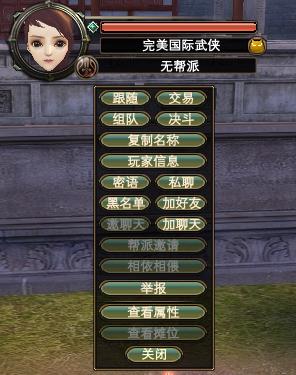 完美国际武侠
无帮派
跟随 交易
组队 决斗
复制名称
玩家信息
密语 私聊
黑名单 加好友
邀聊天 加聊天
帮派邀请
相依相偎
举报
查看属性
查看摊位
关闭